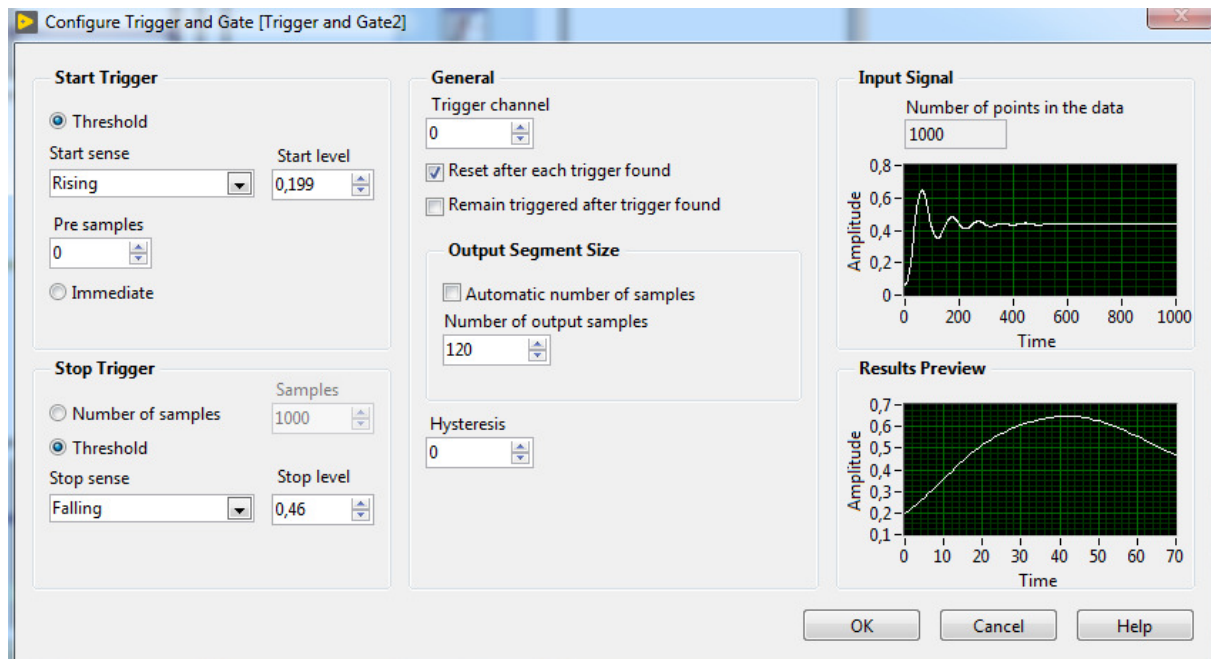 Configure Trigger and Gate [Trigger and Gate2]
Start Trigger
Threshold
Start sense
Start level
Rising
0,199
Pre samples
0
Immediate
Stop Trigger
Samples
Number of samples
1000
Threshold
Stop sense
Stop level
Falling
0,46
General
Trigger channel
0
Reset after each trigger found
Remain triggered after trigger found
Output Segment Size
Automatic number of samples
Number of output samples
120
Hysteresis
0
Input Signal
Number of points in the data
1000
0,8
0,6
0,4
0,2
0
Amplitude
0 200 400 600 800 1000
Time
Results Preview
0,7
0,6
0,5
0,4
0,3
0,2
0,1
Amplitude
0 10 20 30 40 50 60 70
Time
OK Cancel Help